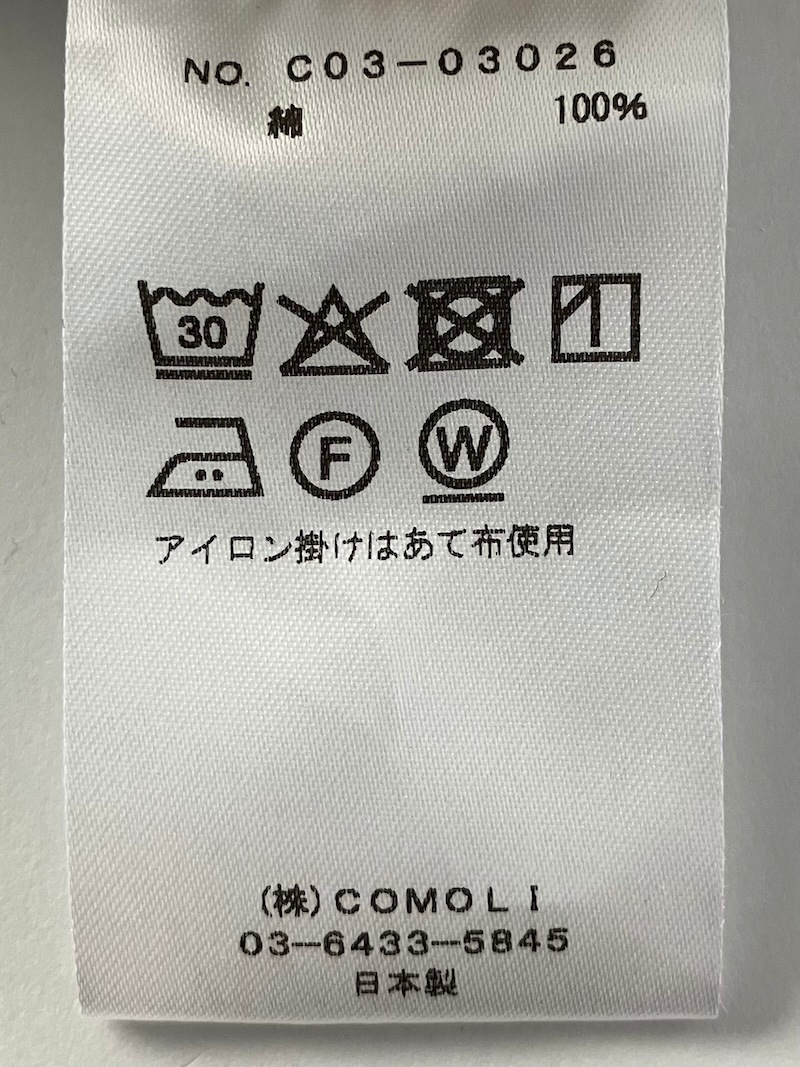 NO. C03-03026
綿 100%
30
F W
アイロン掛けはあて布使用
(株)COMOLI
03-6433-5845
日本製